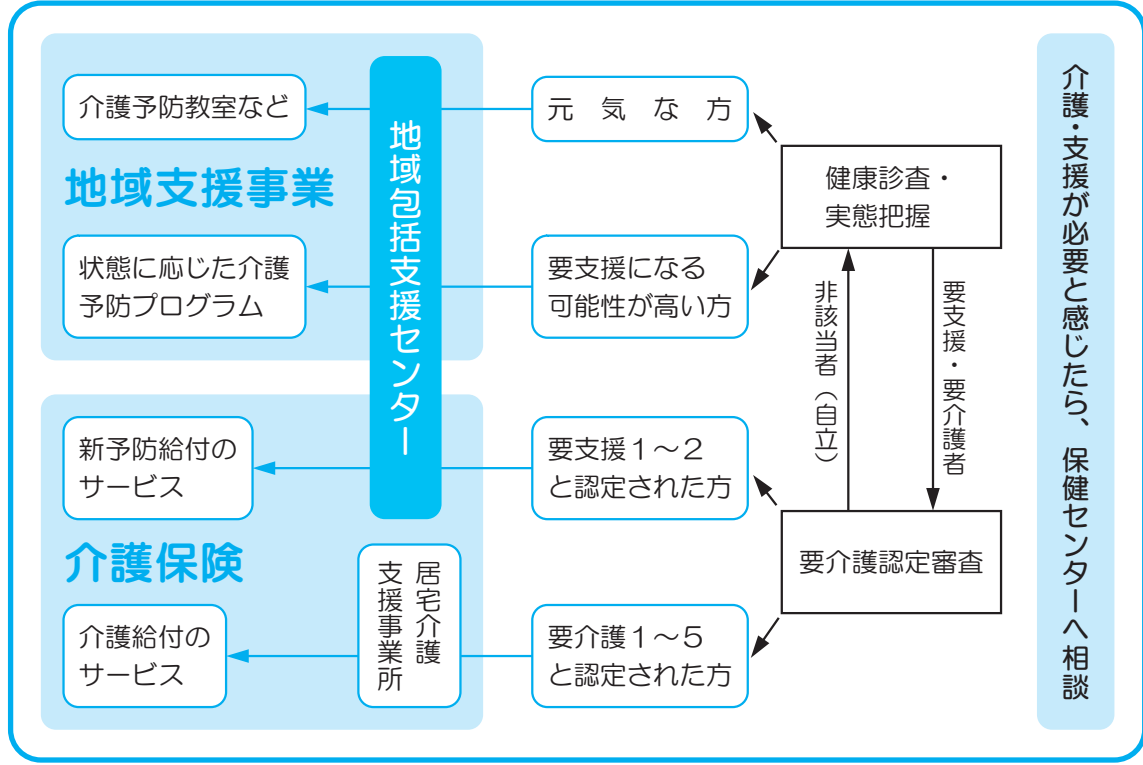 介護・支援が必要と感じたら、保健センターへ相談
健康診査・
実態把握
非該当者（自立）
要支援・要介護者
要介護認定審査
元気な方
要支援になる
可能性が高い方
要支援１～２
と認定された方
要介護１～５
と認定された方
地域包括支援センター
居宅介護
支援事業所
介護予防教室など
地域支援事業
状態に応じた介護
予防プログラム
新予防給付の
サービス
介護保険
介護給付の
サービス